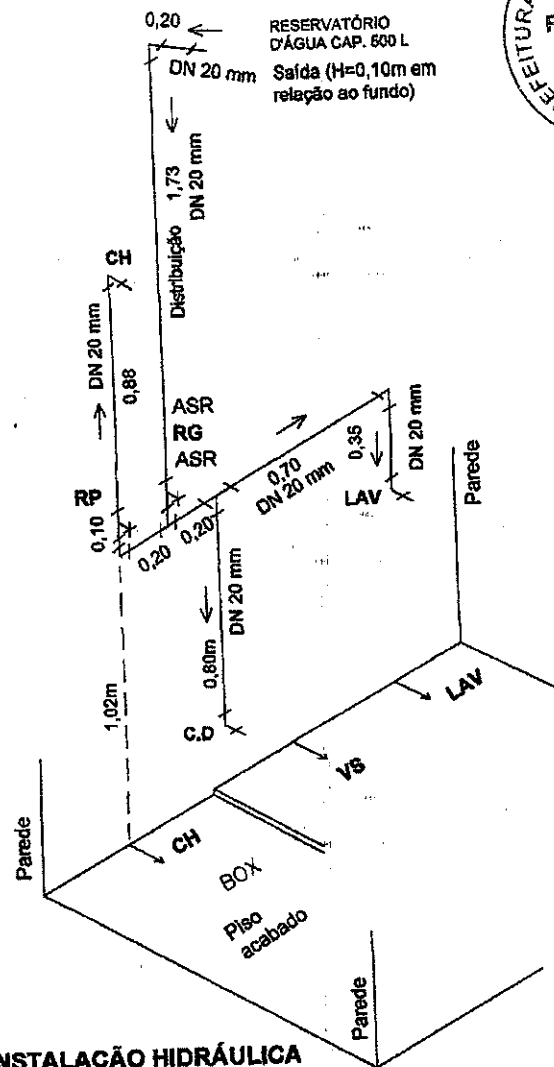 0,20
RESERVATÓRIO
D'ÁGUA CAP. 500 L
DN 20 mm
Saída (H=0,10m em
relação ao fundo)
EFEITURA
Distribuição 1,73
DN 20 mm
CH
DN 20 mm
0,88
ASR
RG
ASR
RP
0,10
0,20
0,20
0,70
DN 20 mm
0,35
DN 20 mm
LAV
Parede
0,80m
DN 20 mm
C.D
1,02m
LAV
VS
CH
BOX
Piso
acabado
Parede
Parede
NSTALAÇÃO HIDRÁULICA